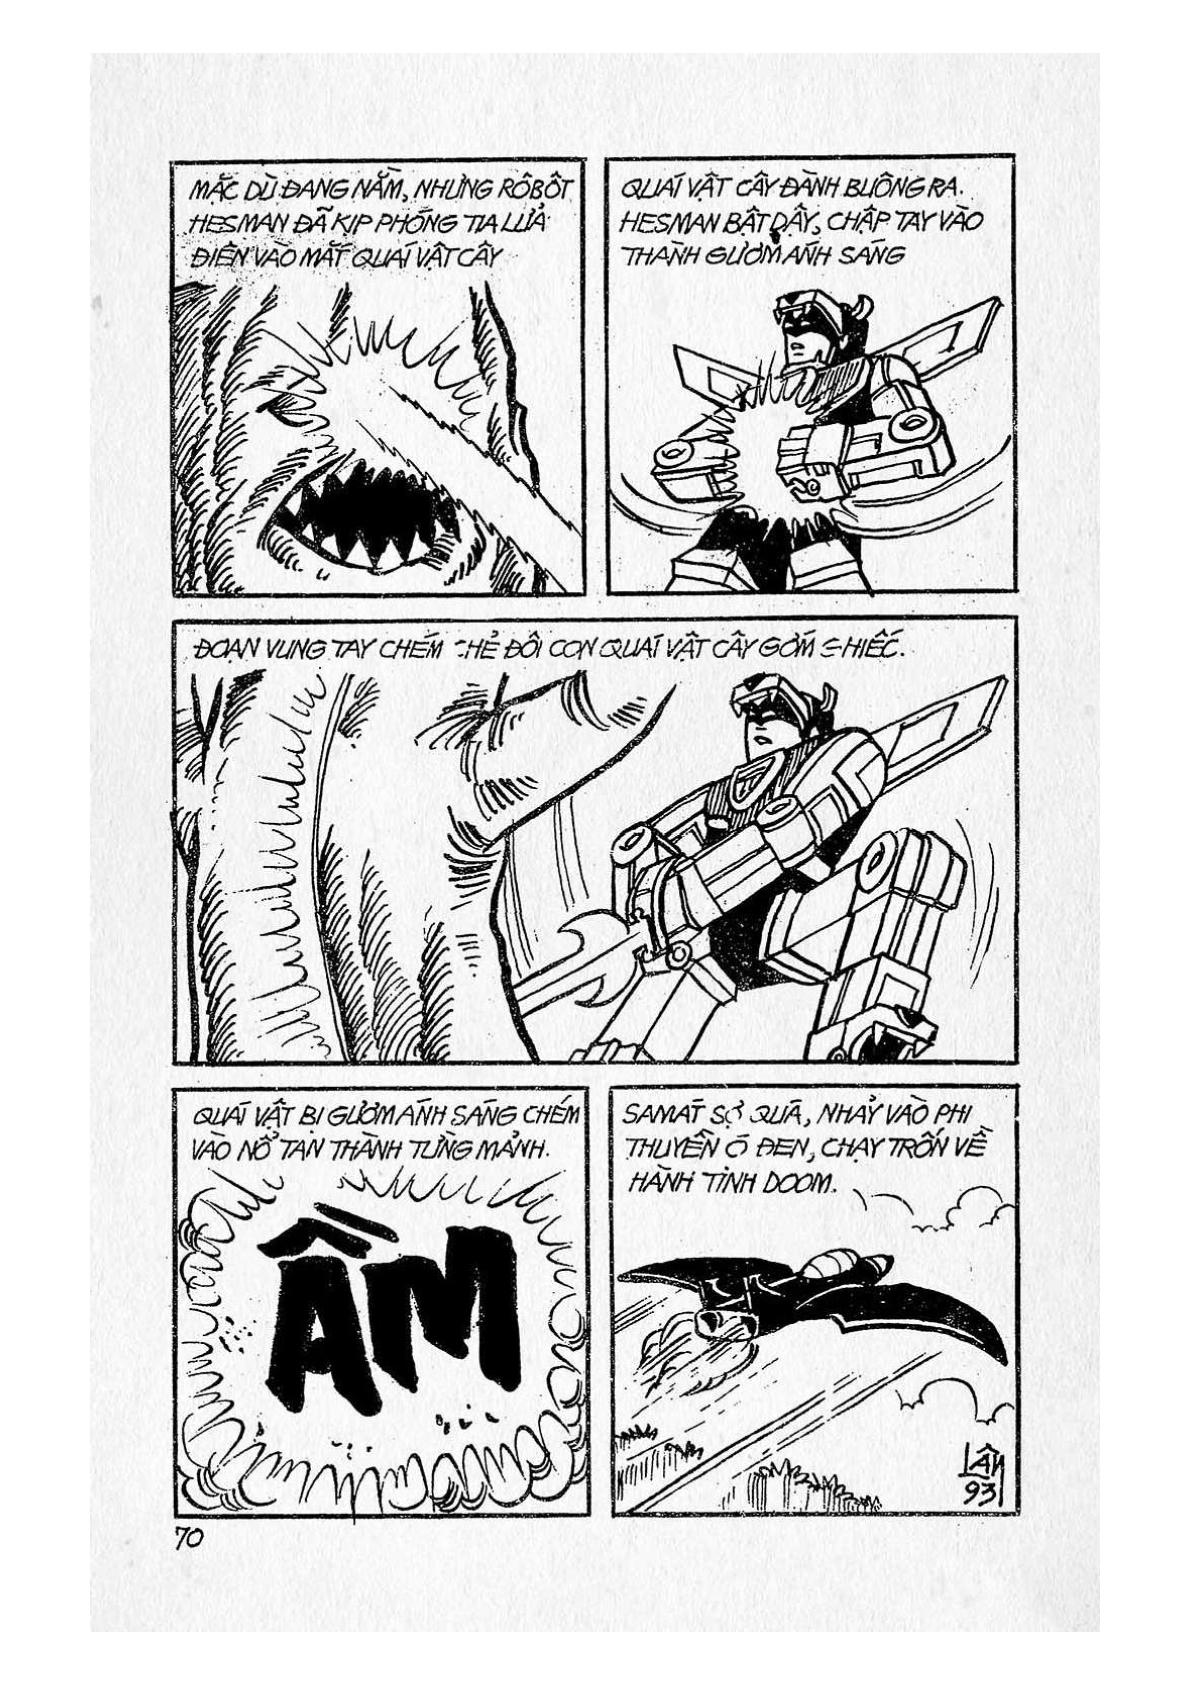 MẶC DÙ ĐANG NẰM, NHƯNG RÔBỐT
HESMAN ĐÃ KỊP PHÓNG TIA LỬA
ĐIỆN VÀO MẮT QUÁI VẬT CÂY
QUÁI VẬT CÂY ĐÀNH BUÔNG RA.
HESMAN BẬT DẬY, CHẬP TAY VÀO
THÀNH GƯƠM ÁNH SÁNG
ĐOẠN VUNG TAY CHÉM CHẺ ĐÔI CON QUÁI VẬT CÂY GỚM GHIẾC.
QUÁI VẬT BỊ GƯƠM ÁNH SÁNG CHÉM
VÀO NỔ TAN THÀNH TỪNG MẢNH.
ẦM
SAMAT SỢ QUÁ, NHẢY VÀO PHI
THUYỀN Ó ĐEN, CHẠY TRỐN VỀ
HÀNH TINH DOOM.
LÂN
93
70